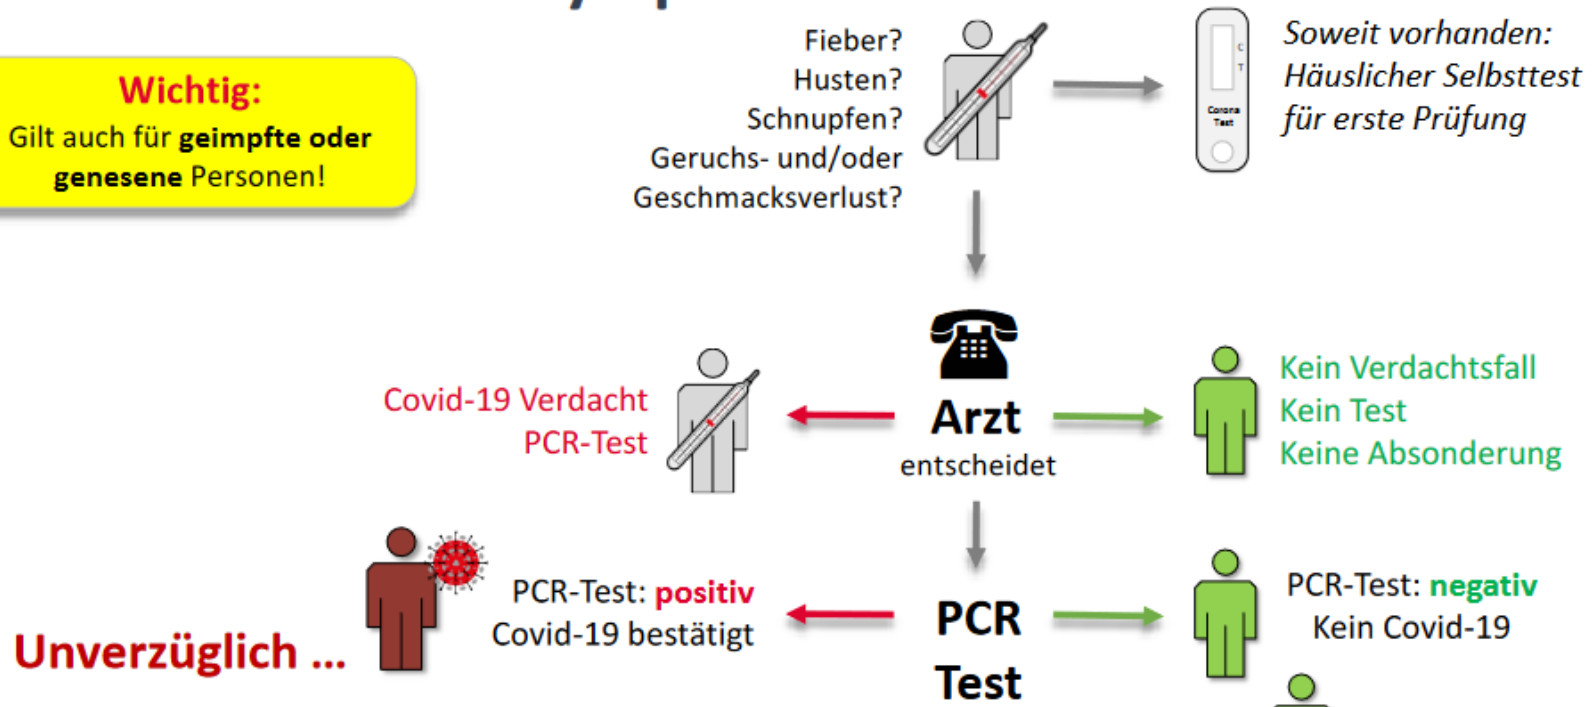 Wichtig:
Gilt auch für geimpfte oder
genesene Personen!
Fieber?
Husten?
Schnupfen?
Geruchs- und/oder
Geschmacksverlust?
C
T
Corona
Test
Soweit vorhanden:
Häuslicher Selbsttest
für erste Prüfung
Covid-19 Verdacht
PCR-Test
Arzt
entscheidet
Kein Verdachtsfall
Kein Test
Keine Absonderung
Unverzüglich ...
PCR-Test: positiv
Covid-19 bestätigt
PCR
Test
PCR-Test: negativ
Kein Covid-19